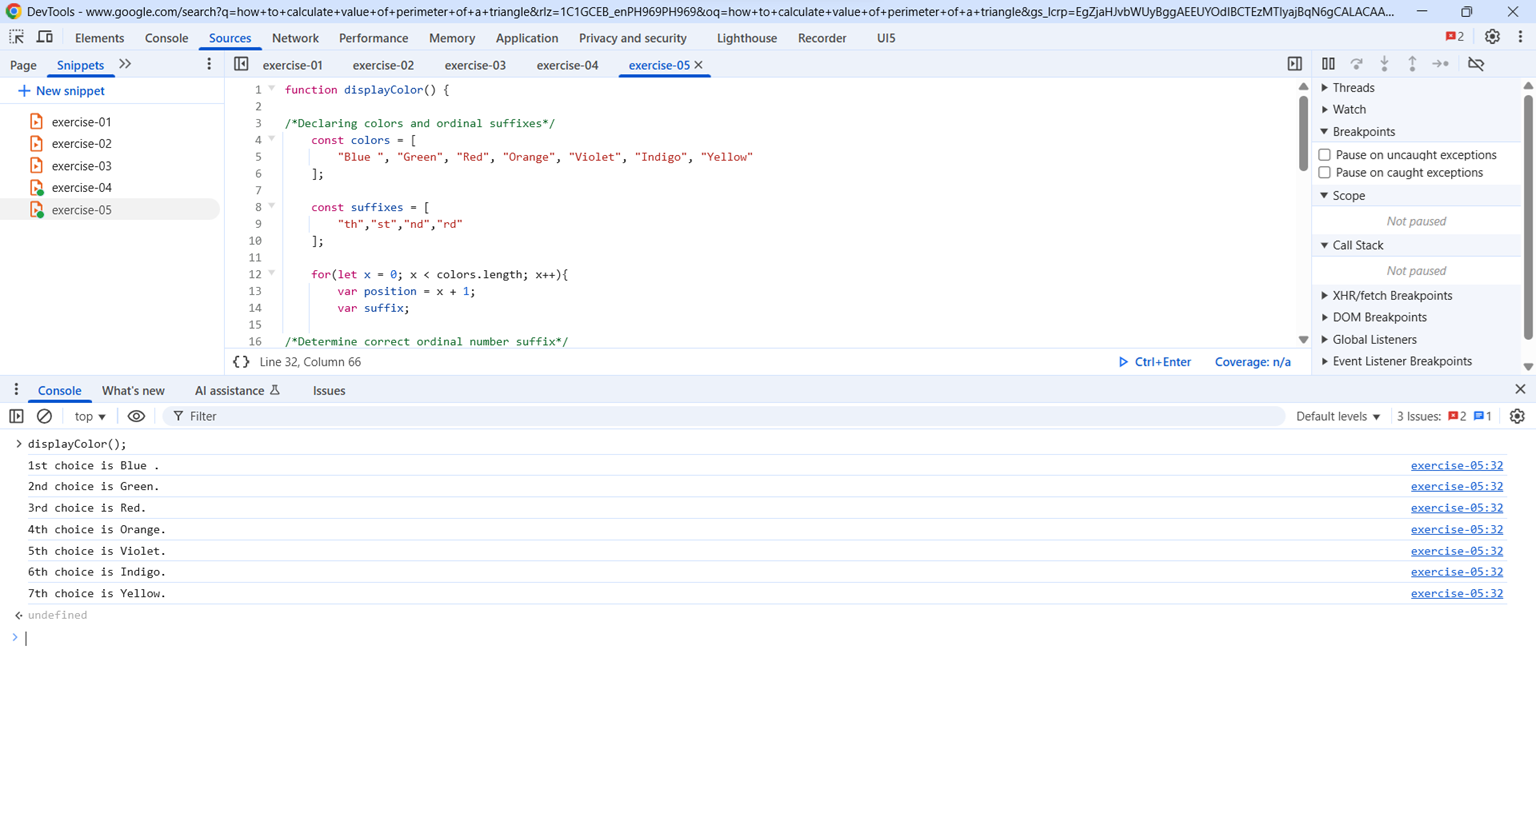 DevTools - www.google.com/search?q=how+to+calculate+value+of+perimeter+of+a+triangle&rlz=1C1GCEB_enPH969PH969&oq=how+to+calculate+value+of+perimeter+of+a+triangle&gs_lcrp=EgZjaHJvbWUyBggAEEUYOdIBCTEzMTIyajBqN6gCALACAA...
Elements Console Sources Network Performance Memory Application Privacy and security Lighthouse Recorder UI5 2
Page Snippets
exercise-01 exercise-02 exercise-03 exercise-04 exercise-05
New snippet
exercise-01
exercise-02
exercise-03
exercise-04
exercise-05
1 function displayColor() {
2
3 /*Declaring colors and ordinal suffixes*/
4 const colors = [
5 "Blue ", "Green", "Red", "Orange", "Violet", "Indigo", "Yellow"
6 ];
7
8 const suffixes = [
9 "th","st","nd","rd"
10 ];
11
12 for(let x = 0; x < colors.length; x++){
13 var position = x + 1;
14 var suffix;
15
16 /*Determine correct ordinal number suffix*/
{} Line 32, Column 66 Ctrl+Enter Coverage: n/a
Threads
Watch
Breakpoints
Pause on uncaught exceptions
Pause on caught exceptions
Scope
Not paused
Call Stack
Not paused
XHR/fetch Breakpoints
DOM Breakpoints
Global Listeners
Event Listener Breakpoints
Console What's new AI assistance Issues
top Filter Default levels 3 Issues: 2 1
> displayColor();
1st choice is Blue . exercise-05:32
2nd choice is Green. exercise-05:32
3rd choice is Red. exercise-05:32
4th choice is Orange. exercise-05:32
5th choice is Violet. exercise-05:32
6th choice is Indigo. exercise-05:32
7th choice is Yellow. exercise-05:32
undefined
>